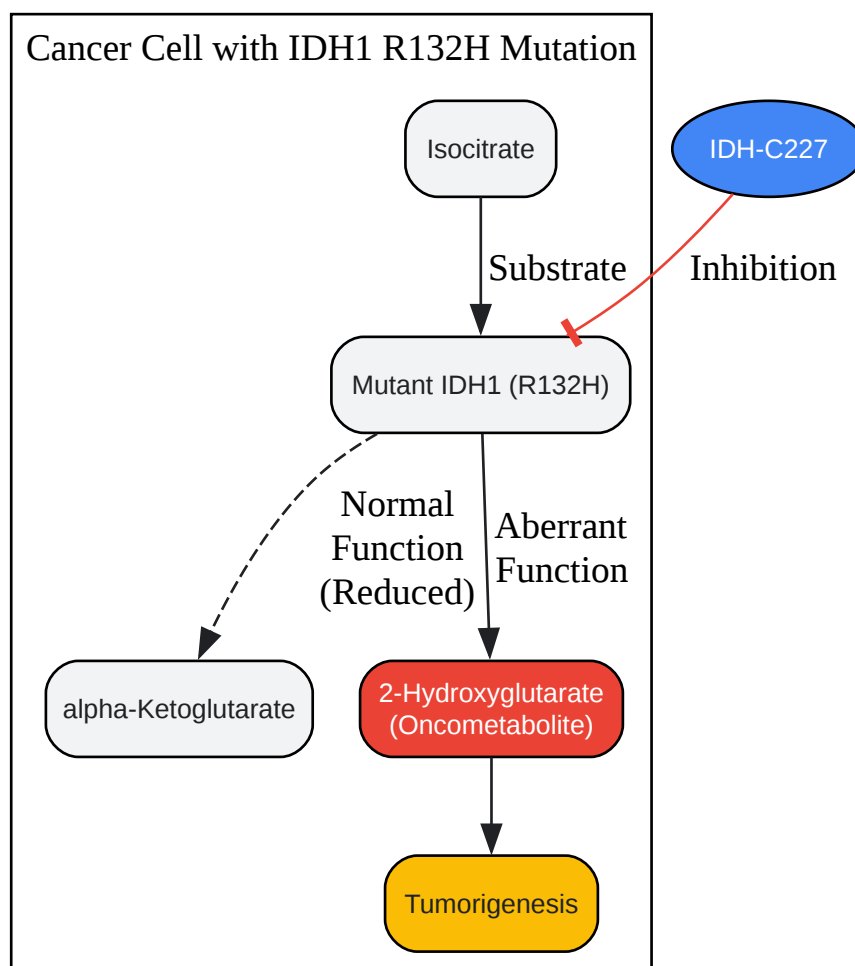 Cancer Cell with IDH1 R132H Mutation
Isocitrate
IDH-C227
Substrate
Inhibition
Mutant IDH1 (R132H)
Normal
Function
(Reduced)
Aberrant
Function
alpha-Ketoglutarate
2-Hydroxyglutarate
(Oncometabolite)
Tumorigenesis